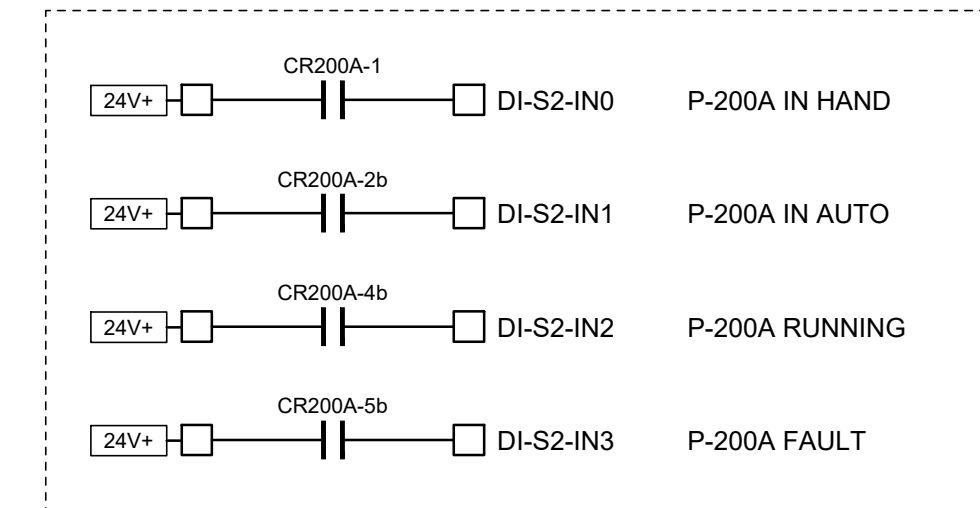 CR200A-1
24V+ DI-S2-IN0 P-200A IN HAND
CR200A-2b
24V+ DI-S2-IN1 P-200A IN AUTO
CR200A-4b
24V+ DI-S2-IN2 P-200A RUNNING
CR200A-5b
24V+ DI-S2-IN3 P-200A FAULT